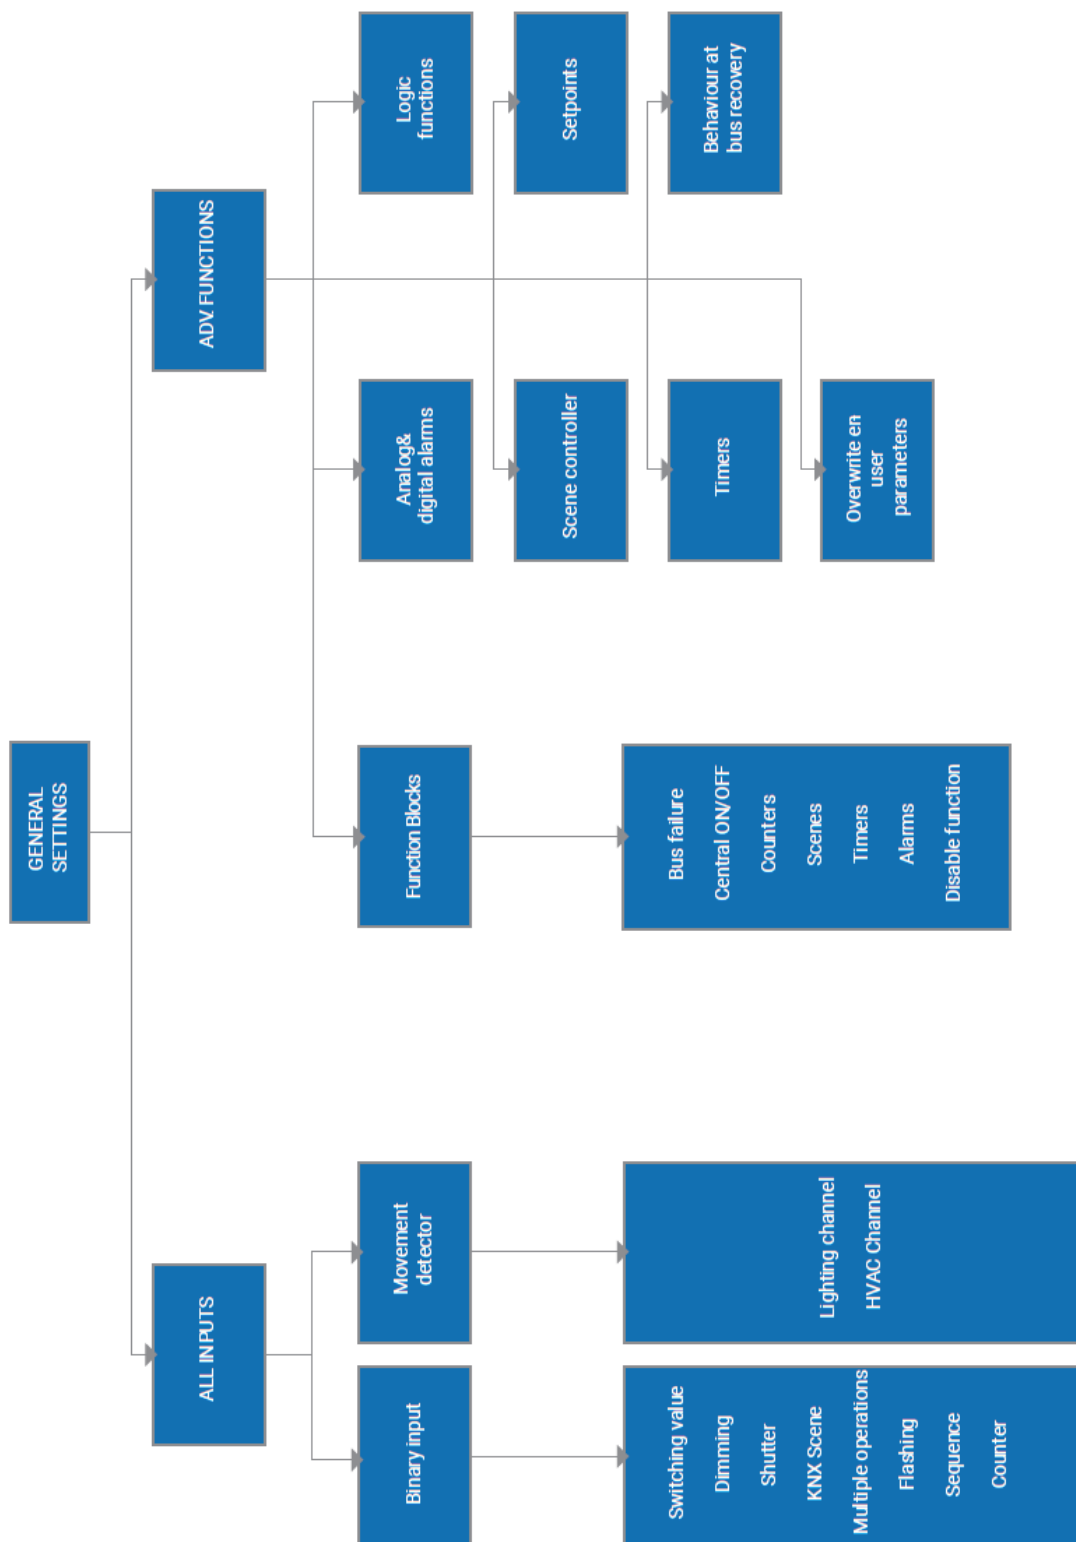 GENERAL
SETTINGS
ALL INPUTS
ADV. FUNCTIONS
Binary input
Movement
detector
Function Blocks
Analog&
digital alarms
Logic
functions
Scene controller
Setpoints
Timers
Behaviour at
bus recovery
Overwrite en
user
parameters
Switching value
Dimming
Shutter
KNX Scene
Multiple operations
Flashing
Sequence
Counter
Lighting channel
HVAC Channel
Bus failure
Central ON/OFF
Counters
Scenes
Timers
Alarms
Disable function